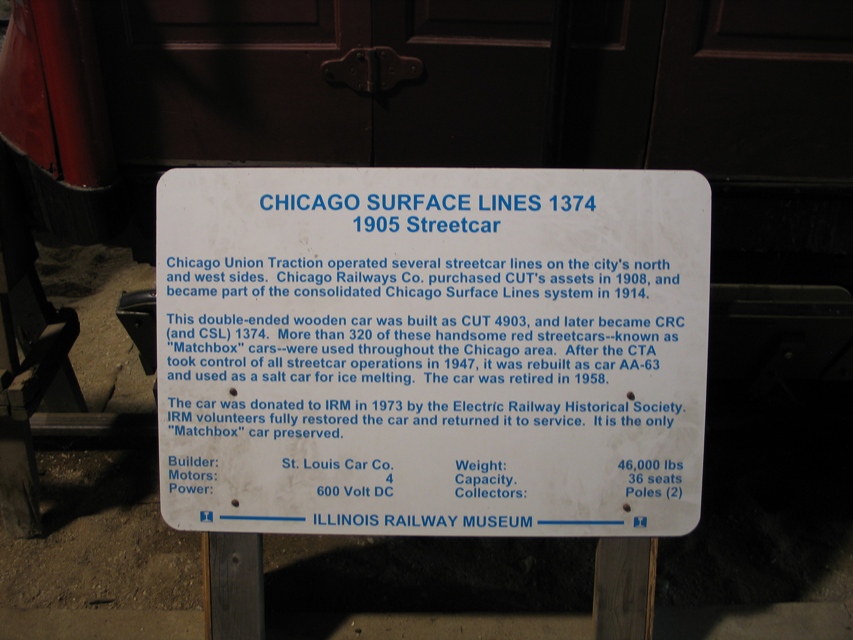 CHICAGO SURFACE LINES 1374
1905 Streetcar
Chicago Union Traction operated several streetcar lines on the city's north
and west sides. Chicago Railways Co. purchased CUT's assets in 1908, and
became part of the consolidated Chicago Surface Lines system in 1914.
This double-ended wooden car was built as CUT 4903, and later became CRC
(and CSL) 1374. More than 320 of these handsome red streetcars--known as
"Matchbox" cars--were used throughout the Chicago area. After the CTA
took control of all streetcar operations in 1947, it was rebuilt as car AA-63
and used as a salt car for ice melting. The car was retired in 1958.
The car was donated to IRM in 1973 by the Electric Railway Historical Society.
IRM volunteers fully restored the car and returned it to service. It is the only
"Matchbox" car preserved.
Builder: St. Louis Car Co. Weight: 46,000 lbs
Motors: 4 Capacity. 36 seats
Power: 600 Volt DC Collectors: Poles (2)
ILLINOIS RAILWAY MUSEUM